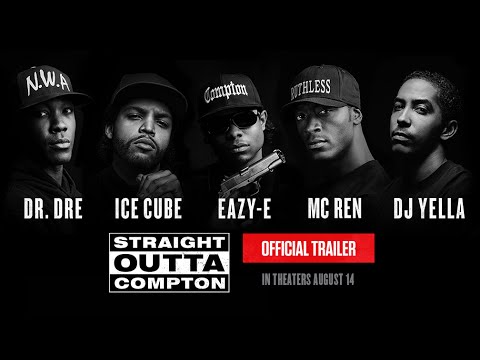 N.W.A
Compton
RUTHLESS
DR. DRE
ICE CUBE
EAZY-E
MC REN
DJ YELLA
STRAIGHT
OUTTA
COMPTON
OFFICIAL TRAILER
IN THEATERS AUGUST 14